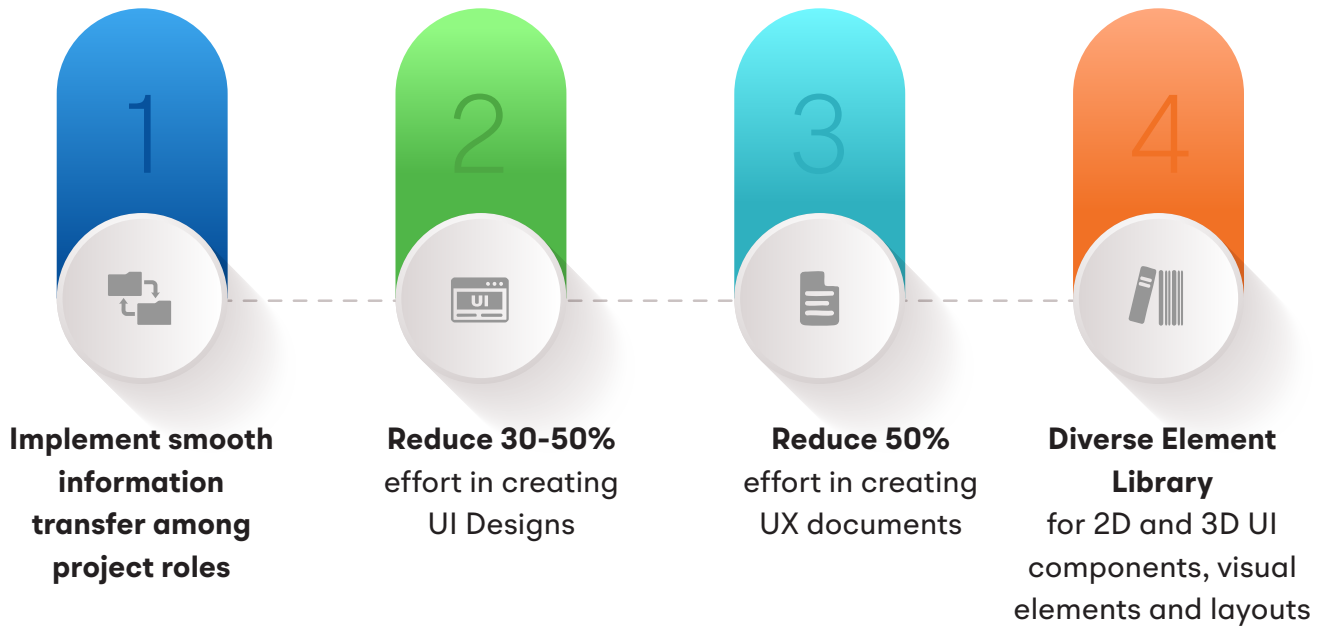 1
Implement smooth
information
transfer among
project roles
2
UI
Reduce 30-50%
effort in creating
UI Designs
3
Reduce 50%
effort in creating
UX documents
4
Diverse Element
Library
for 2D and 3D UI
components, visual
elements and layouts